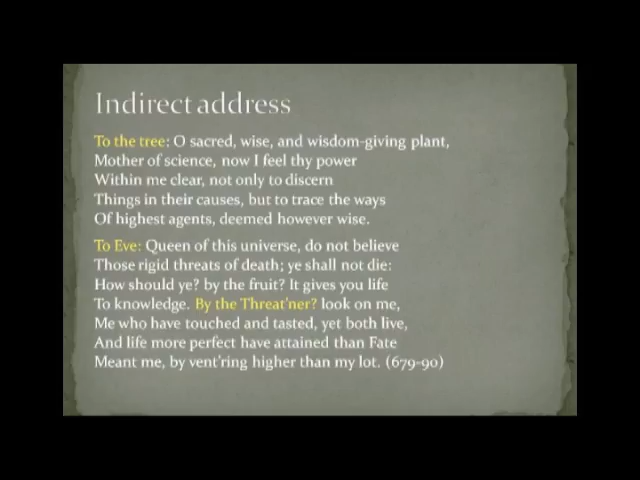 Indirect address
To the tree: O sacred, wise, and wisdom-giving plant,
Mother of science, now I feel thy power
Within me clear, not only to discern
Things in their causes, but to trace the ways
Of highest agents, deemed however wise.
To Eve: Queen of this universe, do not believe
Those rigid threats of death; ye shall not die:
How should ye? by the fruit? It gives you life
To knowledge. By the Threat'ner? look on me,
Me who have touched and tasted, yet both live,
And life more perfect have attained than Fate
Meant me, by vent'ring higher than my lot. (679-90)